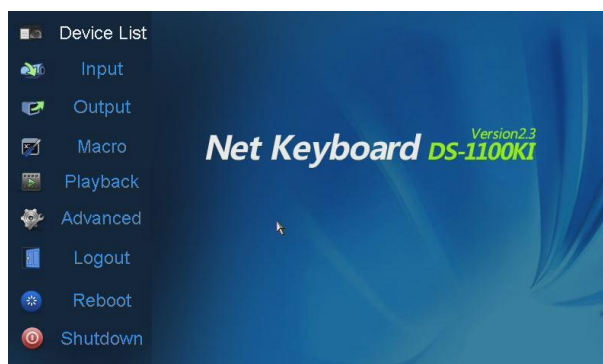 Device List
Input
Output
Macro
Playback
Advanced
Logout
Reboot
Shutdown
Version2.3
Net Keyboard DS-1100KI